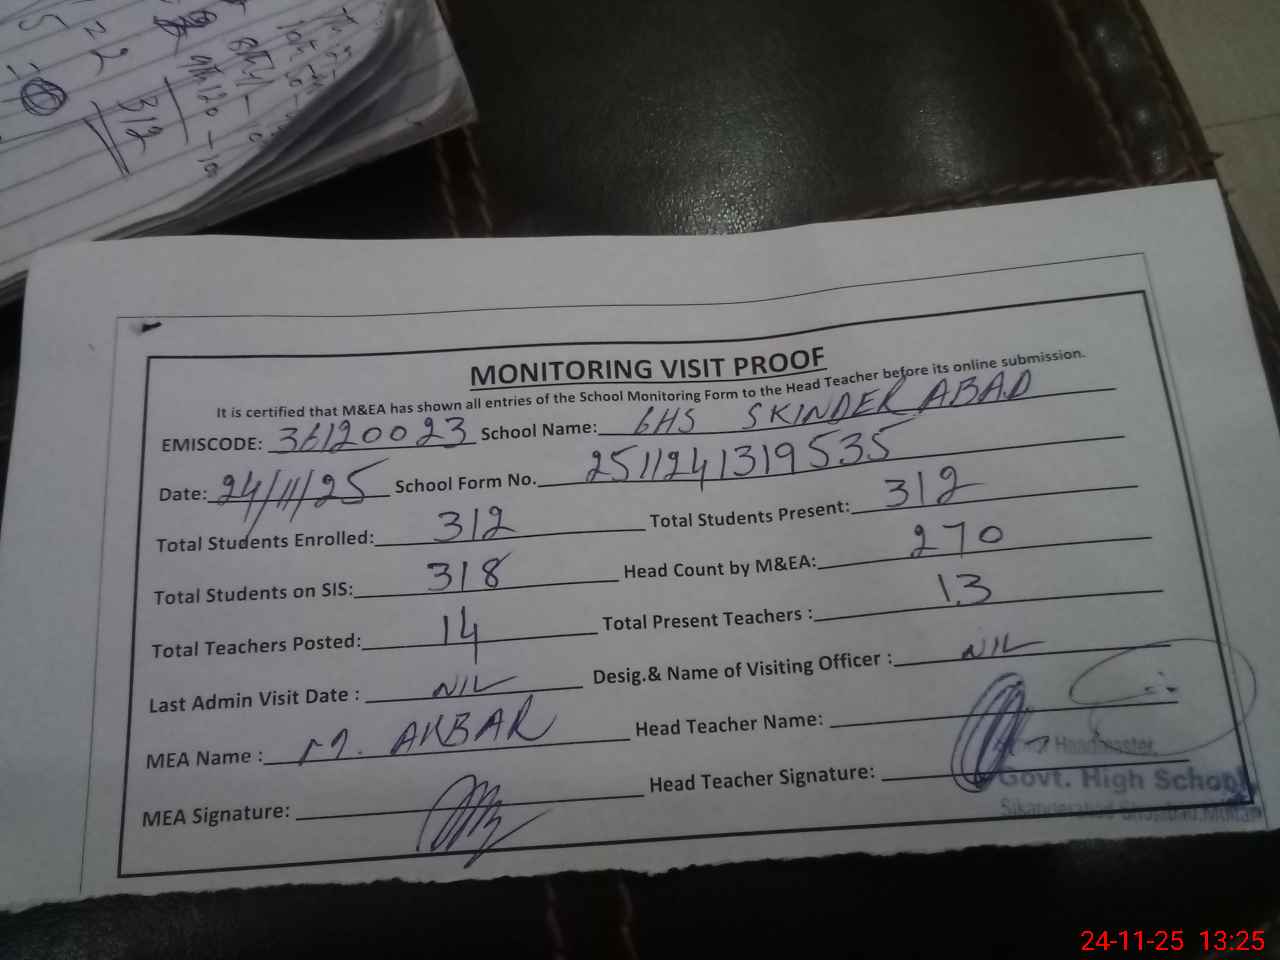 312
MONITORING VISIT PROOF
It is certified that M&EA has shown all entries of the School Monitoring Form to the Head Teacher before its online submission.
EMISCODE: 36120023 School Name: GHS SKINDER ABAD
Date: 24/11/25 School Form No. 2511241319535
Total Students Enrolled: 312 Total Students Present: 312
Total Students on SIS: 318 Head Count by M&EA: 270
Total Teachers Posted: 14 Total Present Teachers : 13
Last Admin Visit Date : NIL Desig.& Name of Visiting Officer : NIL
MEA Name : M. AKBAR Head Teacher Name:
MEA Signature: Head Teacher Signature:
Headmaster
Govt. High School
Sikanderabad Shujabad Multan
24-11-25 13:25